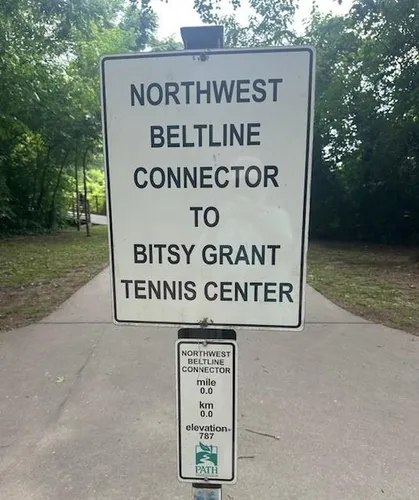 NORTHWEST
BELTLINE
CONNECTOR
TO
BITSY GRANT
TENNIS CENTER
NORTHWEST
BELTLINE
CONNECTOR
mile
0.0
km
0.0
elevation-
787
PATH